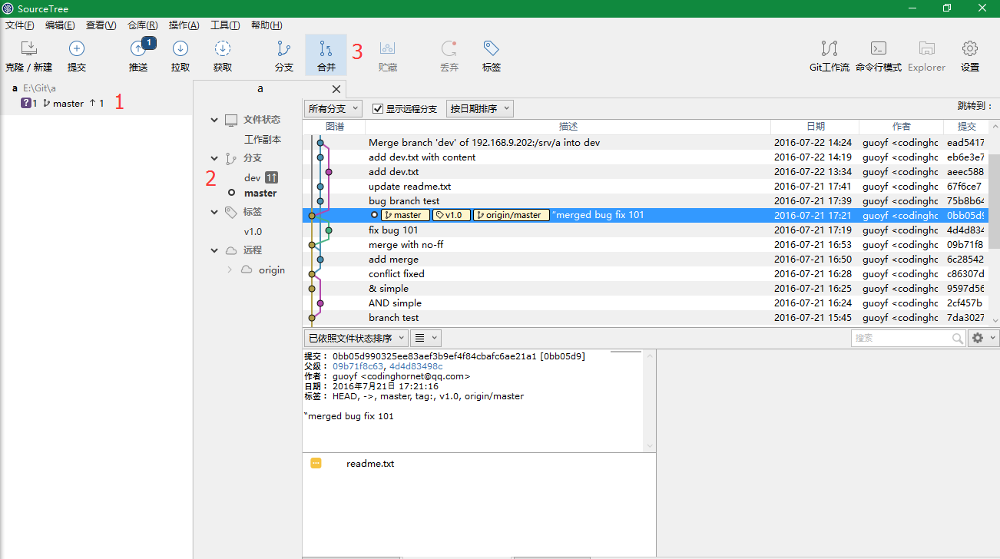 SourceTree
文件(F) 编辑(E) 查看(V) 仓库(R) 操作(A) 工具(T) 帮助(H)
1
3
克隆 / 新建 提交 推送 拉取 获取 分支 合并 贮藏 丢弃 标签 Git工作流 命令行模式 Explorer 设置
a E:\Git\a
?1 master ↑ 1
1
a
文件状态
工作副本
分支
2
dev 1↑
master
标签
v1.0
远程
origin
所有分支 显示远程分支 按日期排序 跳转到：
图谱 描述 日期 作者 提交
Merge branch 'dev' of 192.168.9.202:/srv/a into dev 2016-07-22 14:24 guoyf <codinghc ead5417
add dev.txt with content 2016-07-22 14:19 guoyf <codinghc eb6e3e7
add dev.txt 2016-07-22 13:34 guoyf <codinghc aeec588
update readme.txt 2016-07-21 17:41 guoyf <codinghc 67f6ce7
bug branch test 2016-07-21 17:39 guoyf <codinghc 75b8b64
master v1.0 origin/master “merged bug fix 101 2016-07-21 17:21 guoyf <codinghc 0bb05d9
fix bug 101 2016-07-21 17:19 guoyf <codinghc 4d4d834
merge with no-ff 2016-07-21 16:53 guoyf <codinghc 09b71f8
add merge 2016-07-21 16:50 guoyf <codinghc 6c28542
conflict fixed 2016-07-21 16:28 guoyf <codinghc c86307d
& simple 2016-07-21 16:25 guoyf <codinghc 9597d56
AND simple 2016-07-21 16:24 guoyf <codinghc 2cf457b
branch test 2016-07-21 15:45 guoyf <codinghc 7da3027
已依照文件状态排序 搜索
提交： 0bb05d990325ee83aef3b9ef4f84cbafc6ae21a1 [0bb05d9]
父级： 09b71f8c63, 4d4d83498c
作者： guoyf <codinghornet@qq.com>
日期： 2016年7月21日 17:21:16
标签： HEAD, ->, master, tag:, v1.0, origin/master
“merged bug fix 101
readme.txt